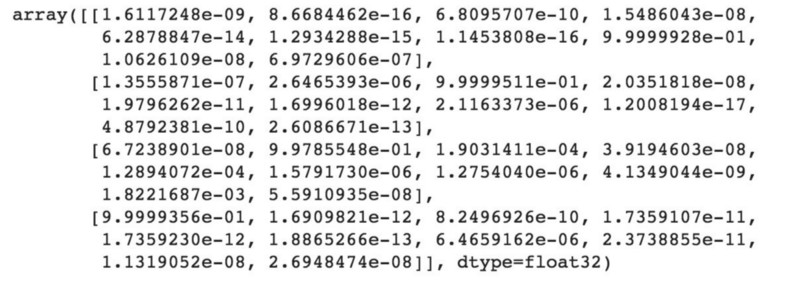 array([[1.6117248e-09, 8.6684462e-16, 6.8095707e-10, 1.5486043e-08,
6.2878847e-14, 1.2934288e-15, 1.1453808e-16, 9.9999928e-01,
1.0626109e-08, 6.9729606e-07],
[1.3555871e-07, 2.6465393e-06, 9.9999511e-01, 2.0351818e-08,
1.9796262e-11, 1.6996018e-12, 2.1163373e-06, 1.2008194e-17,
4.8792381e-10, 2.6086671e-13],
[6.7238901e-08, 9.9785548e-01, 1.9031411e-04, 3.9194603e-08,
1.2894072e-04, 1.5791730e-06, 1.2754040e-06, 4.1349044e-09,
1.8221687e-03, 5.5910935e-08],
[9.9999356e-01, 1.6909821e-12, 8.2496926e-10, 1.7359107e-11,
1.7359230e-12, 1.8865266e-13, 6.4659162e-06, 2.3738855e-11,
1.1319052e-08, 2.6948474e-08]], dtype=float32)